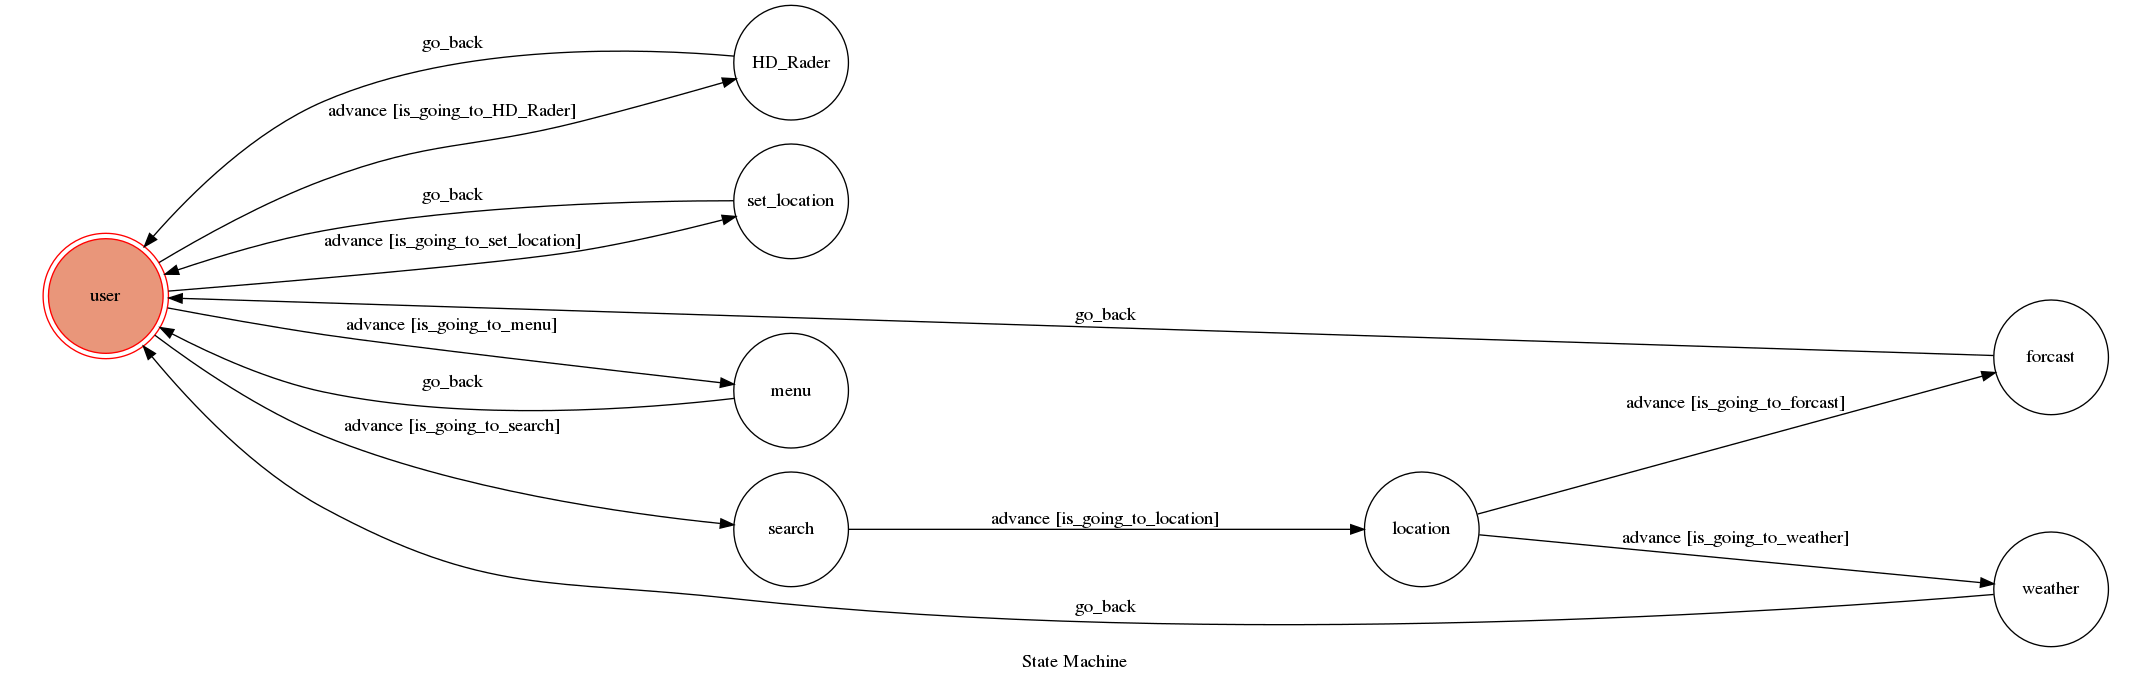 go_back
HD_Rader
advance [is_going_to_HD_Rader]
go_back
set_location
advance [is_going_to_set_location]
user
go_back
advance [is_going_to_menu]
forcast
go_back
menu
advance [is_going_to_forcast]
advance [is_going_to_search]
advance [is_going_to_location]
search
location
advance [is_going_to_weather]
weather
go_back
State Machine